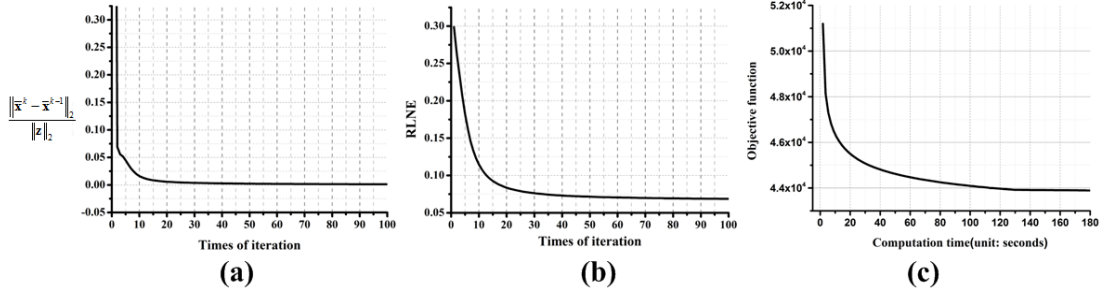 ‖x̄ᵏ − x̄ᵏ⁻¹‖₂
‖z‖₂
0.30
0.25
0.20
0.15
0.10
0.05
0.00
-0.05
0 10 20 30 40 50 60 70 80 90 100
Times of iteration
(a)
RLNE
0.30
0.25
0.20
0.15
0.10
0.05
0 10 20 30 40 50 60 70 80 90 100
Times of iteration
(b)
Objective function
5.2x10⁴
5.0x10⁴
4.8x10⁴
4.6x10⁴
4.4x10⁴
0 20 40 60 80 100 120 140 160 180
Computation time(unit: seconds)
(c)